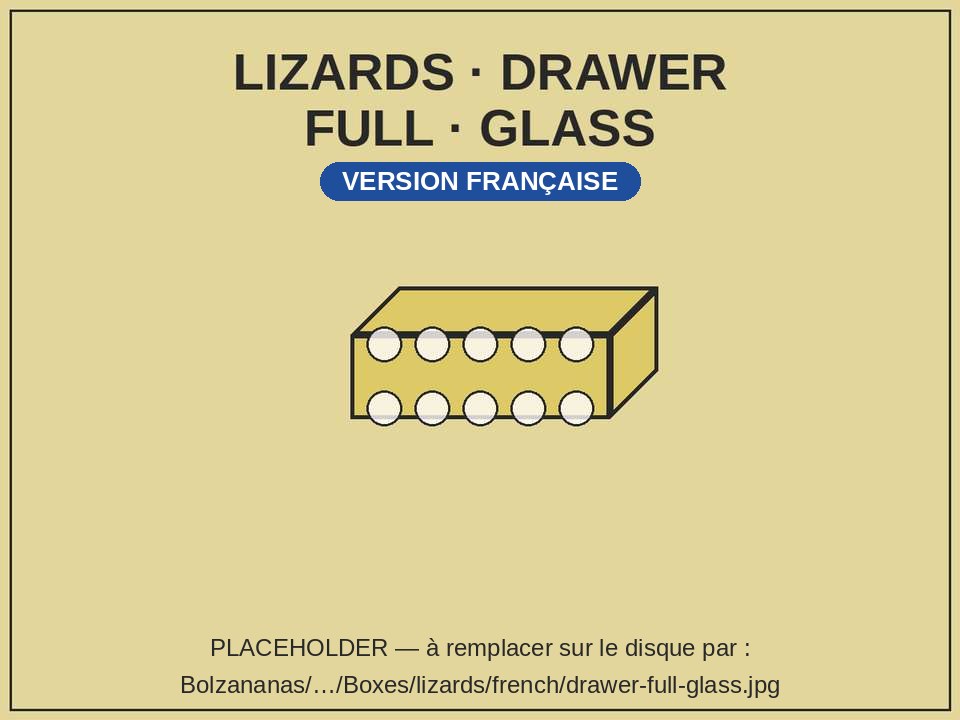 LIZARDS · DRAWER
FULL · GLASS
VERSION FRANÇAISE
PLACEHOLDER — à remplacer sur le disque par :
Bolzananas/…/Boxes/lizards/french/drawer-full-glass.jpg